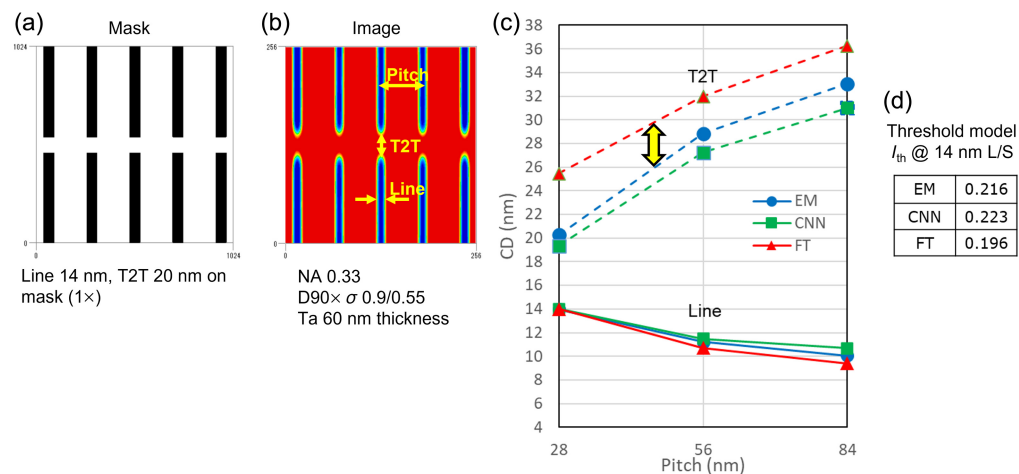 (a)
Mask
1024
0
1024
Line 14 nm, T2T 20 nm on
mask (1×)
(b)
Image
256
Pitch
T2T
Line
0
256
NA 0.33
D90× σ 0.9/0.55
Ta 60 nm thickness
(c)
CD (nm)
38
36
34
32
30
28
26
24
22
20
18
16
14
12
10
8
6
4
T2T
EM
CNN
FT
Line
28
56
84
Pitch (nm)
(d)
Threshold model
Ith @ 14 nm L/S
EM 0.216
CNN 0.223
FT 0.196